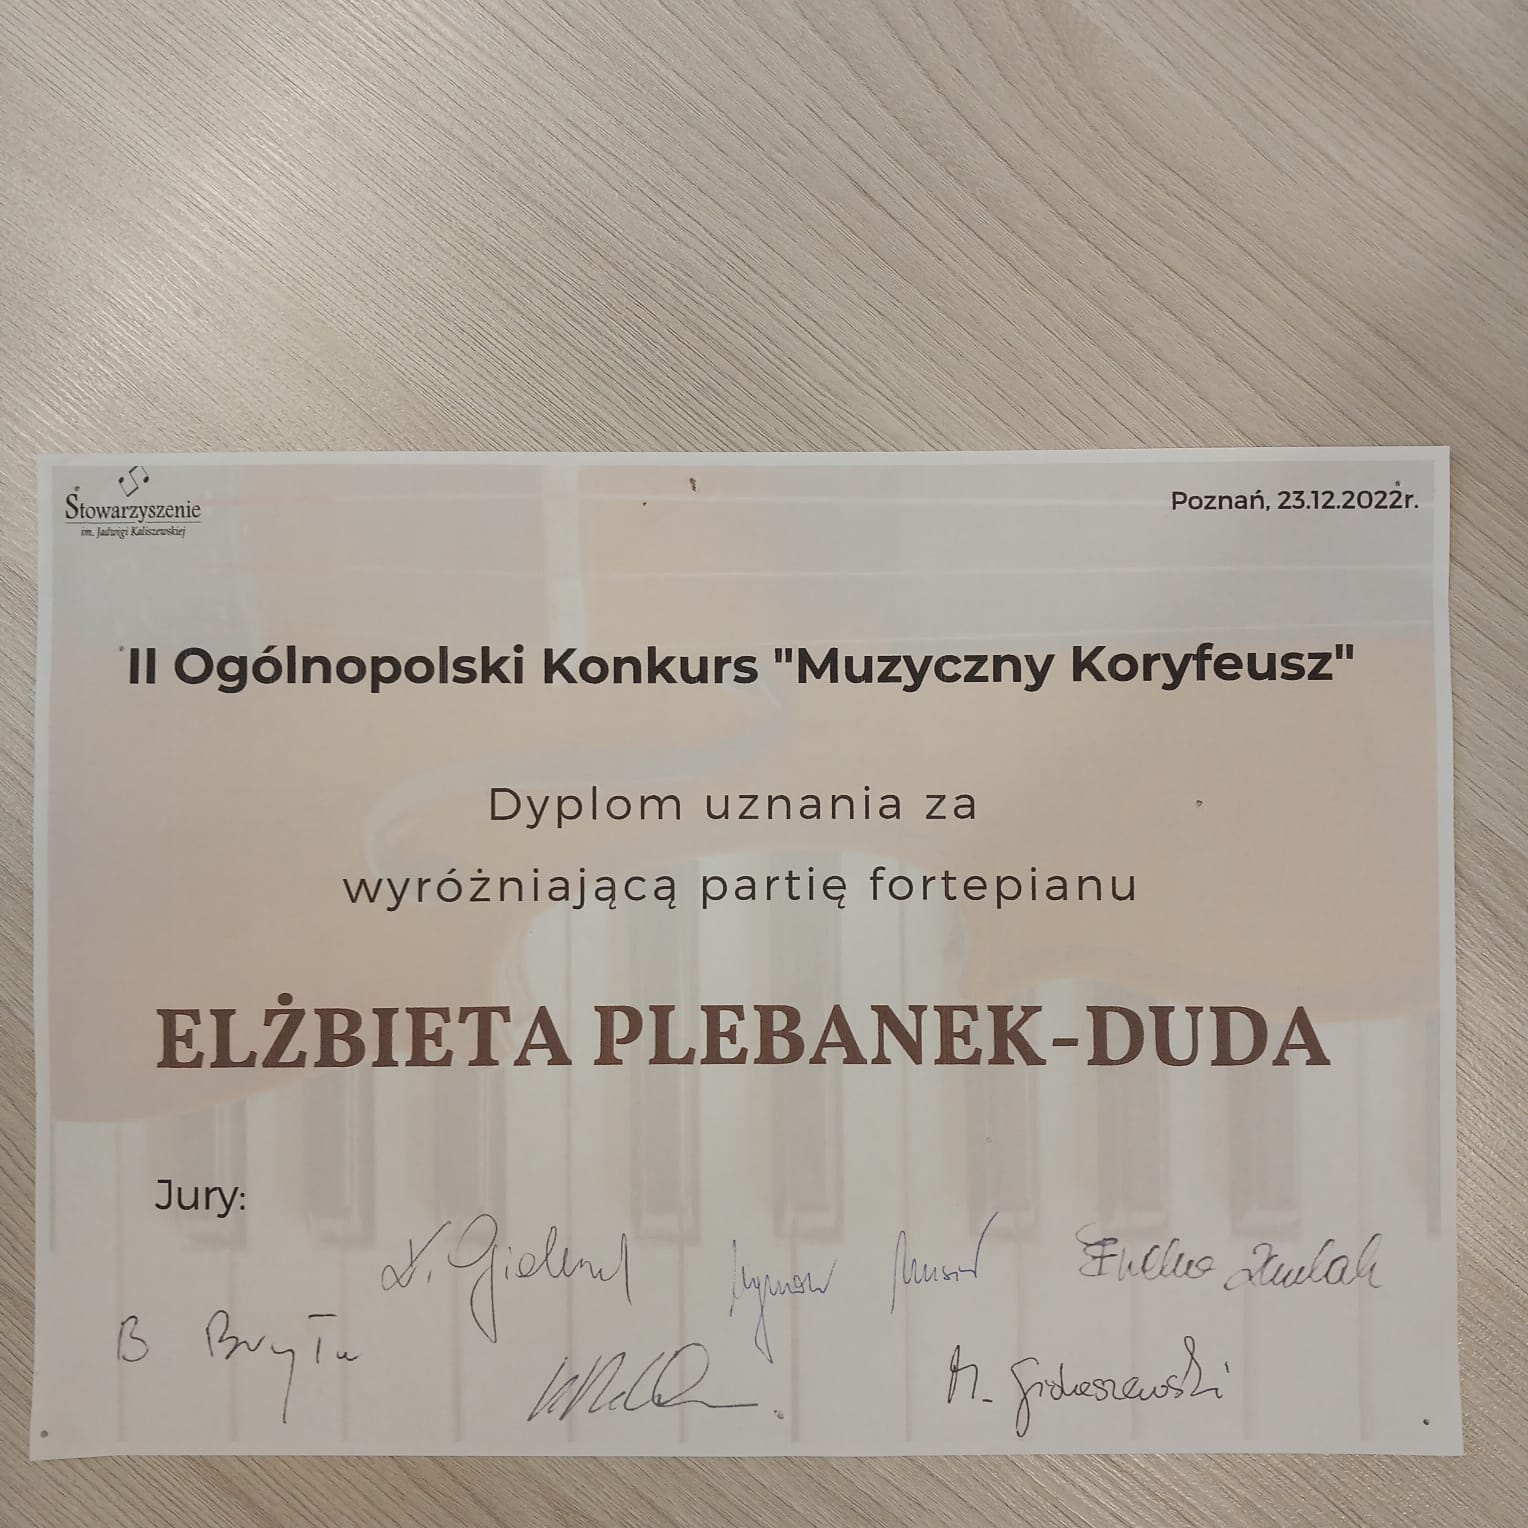 Stowarzyszenie
im. Jadwigi Kaliszewskiej
Poznań, 23.12.2022r.
II Ogólnopolski Konkurs "Muzyczny Koryfeusz"
Dyplom uznania za
wyróżniającą partię fortepianu
ELŻBIETA PLEBANEK-DUDA
Jury:
B Bryła